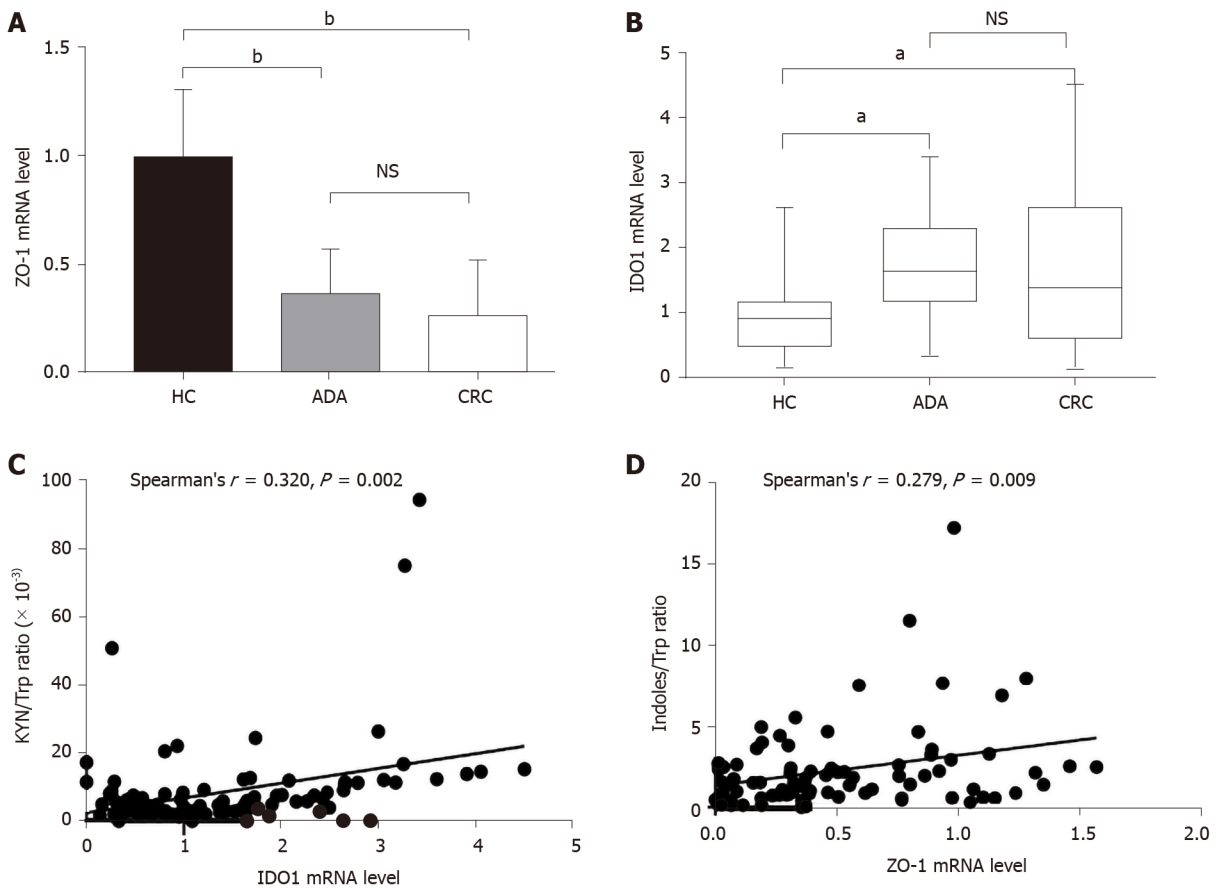 A
b
b
NS
ZO-1 mRNA level
1.5
1.0
0.5
0.0
HC ADA CRC
B
NS
a
a
IDO1 mRNA level
5
4
3
2
1
0
HC ADA CRC
C
Spearman's r = 0.320, P = 0.002
KYN/Trp ratio (× 10⁻³)
100
80
60
40
20
0
0 1 2 3 4 5
IDO1 mRNA level
D
Spearman's r = 0.279, P = 0.009
Indoles/Trp ratio
20
15
10
5
0
0.0 0.5 1.0 1.5 2.0
ZO-1 mRNA level